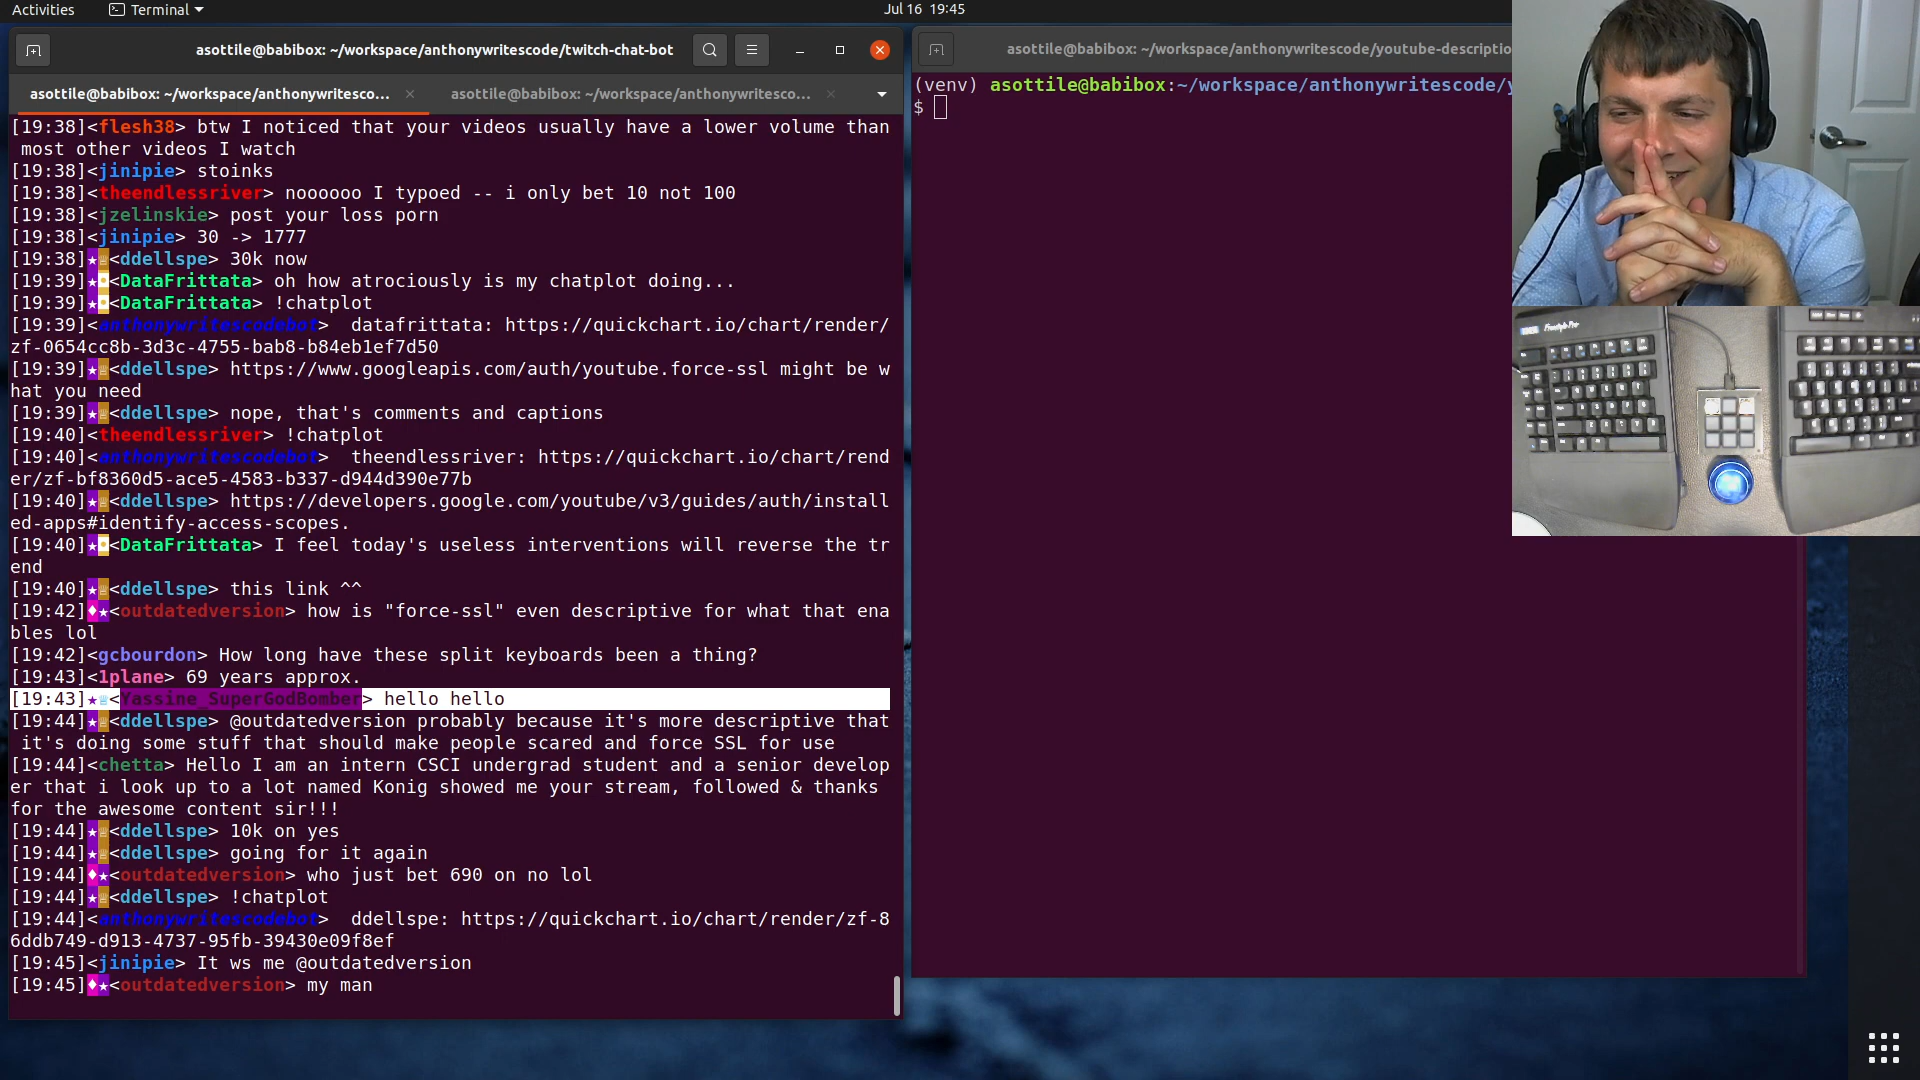 Activities
Terminal
Jul 16 19:45
asottile@babibox: ~/workspace/anthonywritescode/twitch-chat-bot
asottile@babibox: ~/workspace/anthonywritescode/youtube-descriptio
asottile@babibox: ~/workspace/anthonywritesco...
asottile@babibox: ~/workspace/anthonywritesco...
(venv) asottile@babibox:~/workspace/anthonywritescode/y
$
[19:38]<flesh38> btw I noticed that your videos usually have a lower volume than
most other videos I watch
[19:38]<jinipie> stoinks
[19:38]<theendlessriver> noooooo I typoed -- i only bet 10 not 100
[19:38]<jzelinskie> post your loss porn
[19:38]<jinipie> 30 -> 1777
[19:38]★♕<ddellspe> 30k now
[19:39]★<DataFrittata> oh how atrociously is my chatplot doing...
[19:39]★<DataFrittata> !chatplot
[19:39]<anthonywritescodebot> datafrittata: https://quickchart.io/chart/render/
zf-0654cc8b-3d3c-4755-bab8-b84eb1ef7d50
[19:39]★♕<ddellspe> https://www.googleapis.com/auth/youtube.force-ssl might be w
hat you need
[19:39]★♕<ddellspe> nope, that's comments and captions
[19:40]<theendlessriver> !chatplot
[19:40]<anthonywritescodebot> theendlessriver: https://quickchart.io/chart/rend
er/zf-bf8360d5-ace5-4583-b337-d944d390e77b
[19:40]★♕<ddellspe> https://developers.google.com/youtube/v3/guides/auth/install
ed-apps#identify-access-scopes.
[19:40]★<DataFrittata> I feel today's useless interventions will reverse the tr
end
[19:40]★♕<ddellspe> this link ^^
[19:42]♦★<outdatedversion> how is "force-ssl" even descriptive for what that ena
bles lol
[19:42]<gcbourdon> How long have these split keyboards been a thing?
[19:43]<1plane> 69 years approx.
[19:43]★♕<Yassine_SuperGodBomber> hello hello
[19:44]★♕<ddellspe> @outdatedversion probably because it's more descriptive that
it's doing some stuff that should make people scared and force SSL for use
[19:44]<chetta> Hello I am an intern CSCI undergrad student and a senior develop
er that i look up to a lot named Konig showed me your stream, followed & thanks
for the awesome content sir!!!
[19:44]★♕<ddellspe> 10k on yes
[19:44]★♕<ddellspe> going for it again
[19:44]♦★<outdatedversion> who just bet 690 on no lol
[19:44]★♕<ddellspe> !chatplot
[19:44]<anthonywritescodebot> ddellspe: https://quickchart.io/chart/render/zf-8
6ddb749-d913-4737-95fb-39430e09f8ef
[19:45]<jinipie> It ws me @outdatedversion
[19:45]♦★<outdatedversion> my man
Freestyle Pro